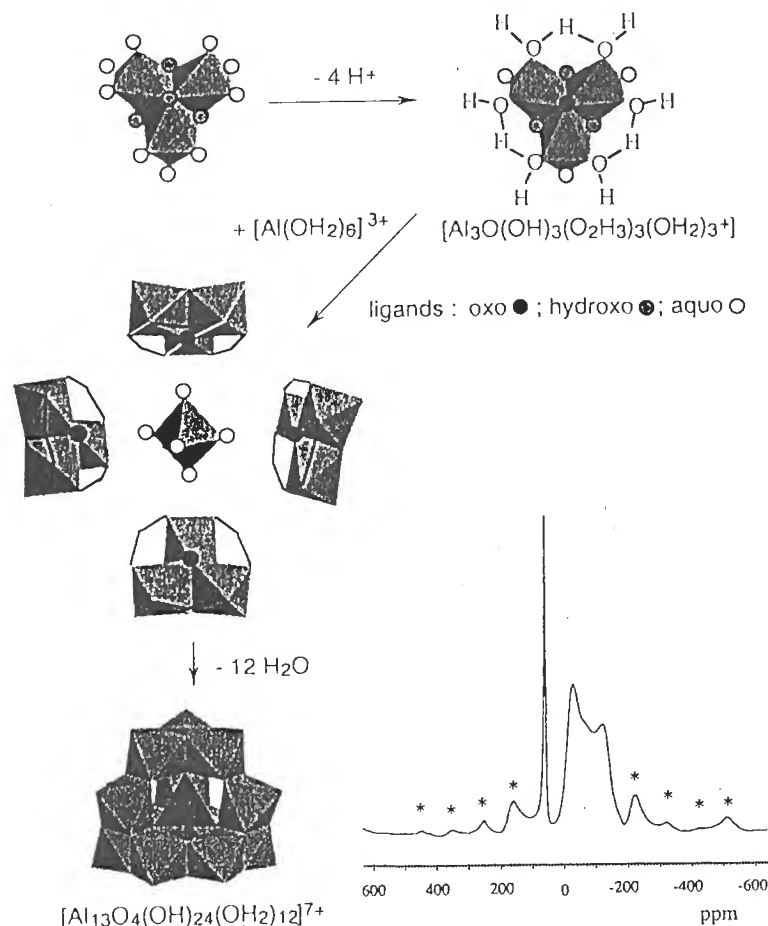 - 4 H+
H H H
O O
H H
O O
H H
O O
H H
+ [Al(OH2)6]3+
[Al3O(OH)3(O2H3)3(OH2)3+]
ligands : oxo ● ; hydroxo ; aquo ○
- 12 H2O
* * * * * * * *
600 400 200 0 -200 -400 -600
ppm
[Al13O4(OH)24(OH2)12]7+